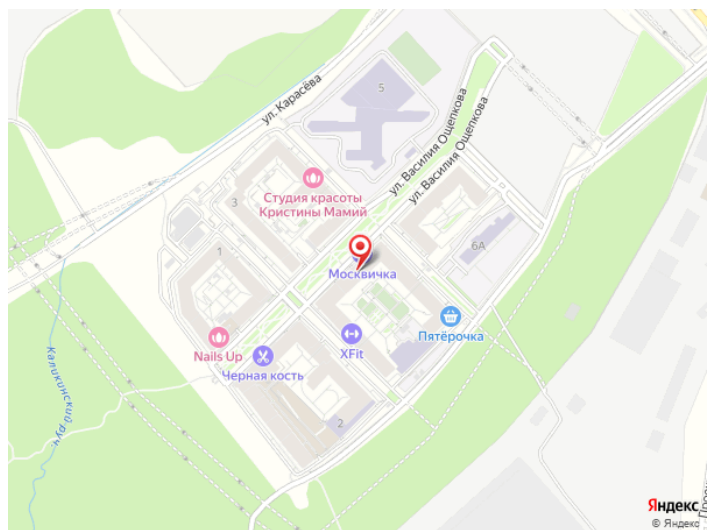 ул. Карасёва
5
ул. Василия Ощепкова
ул. Василия Ощепкова
Студия красоты
Кристины Мамий
3
1
6А
Москвичка
Пятёрочка
XFit
Nails Up
Черная кость
2
Каликинский руч.
Яндекс
© Яндекс